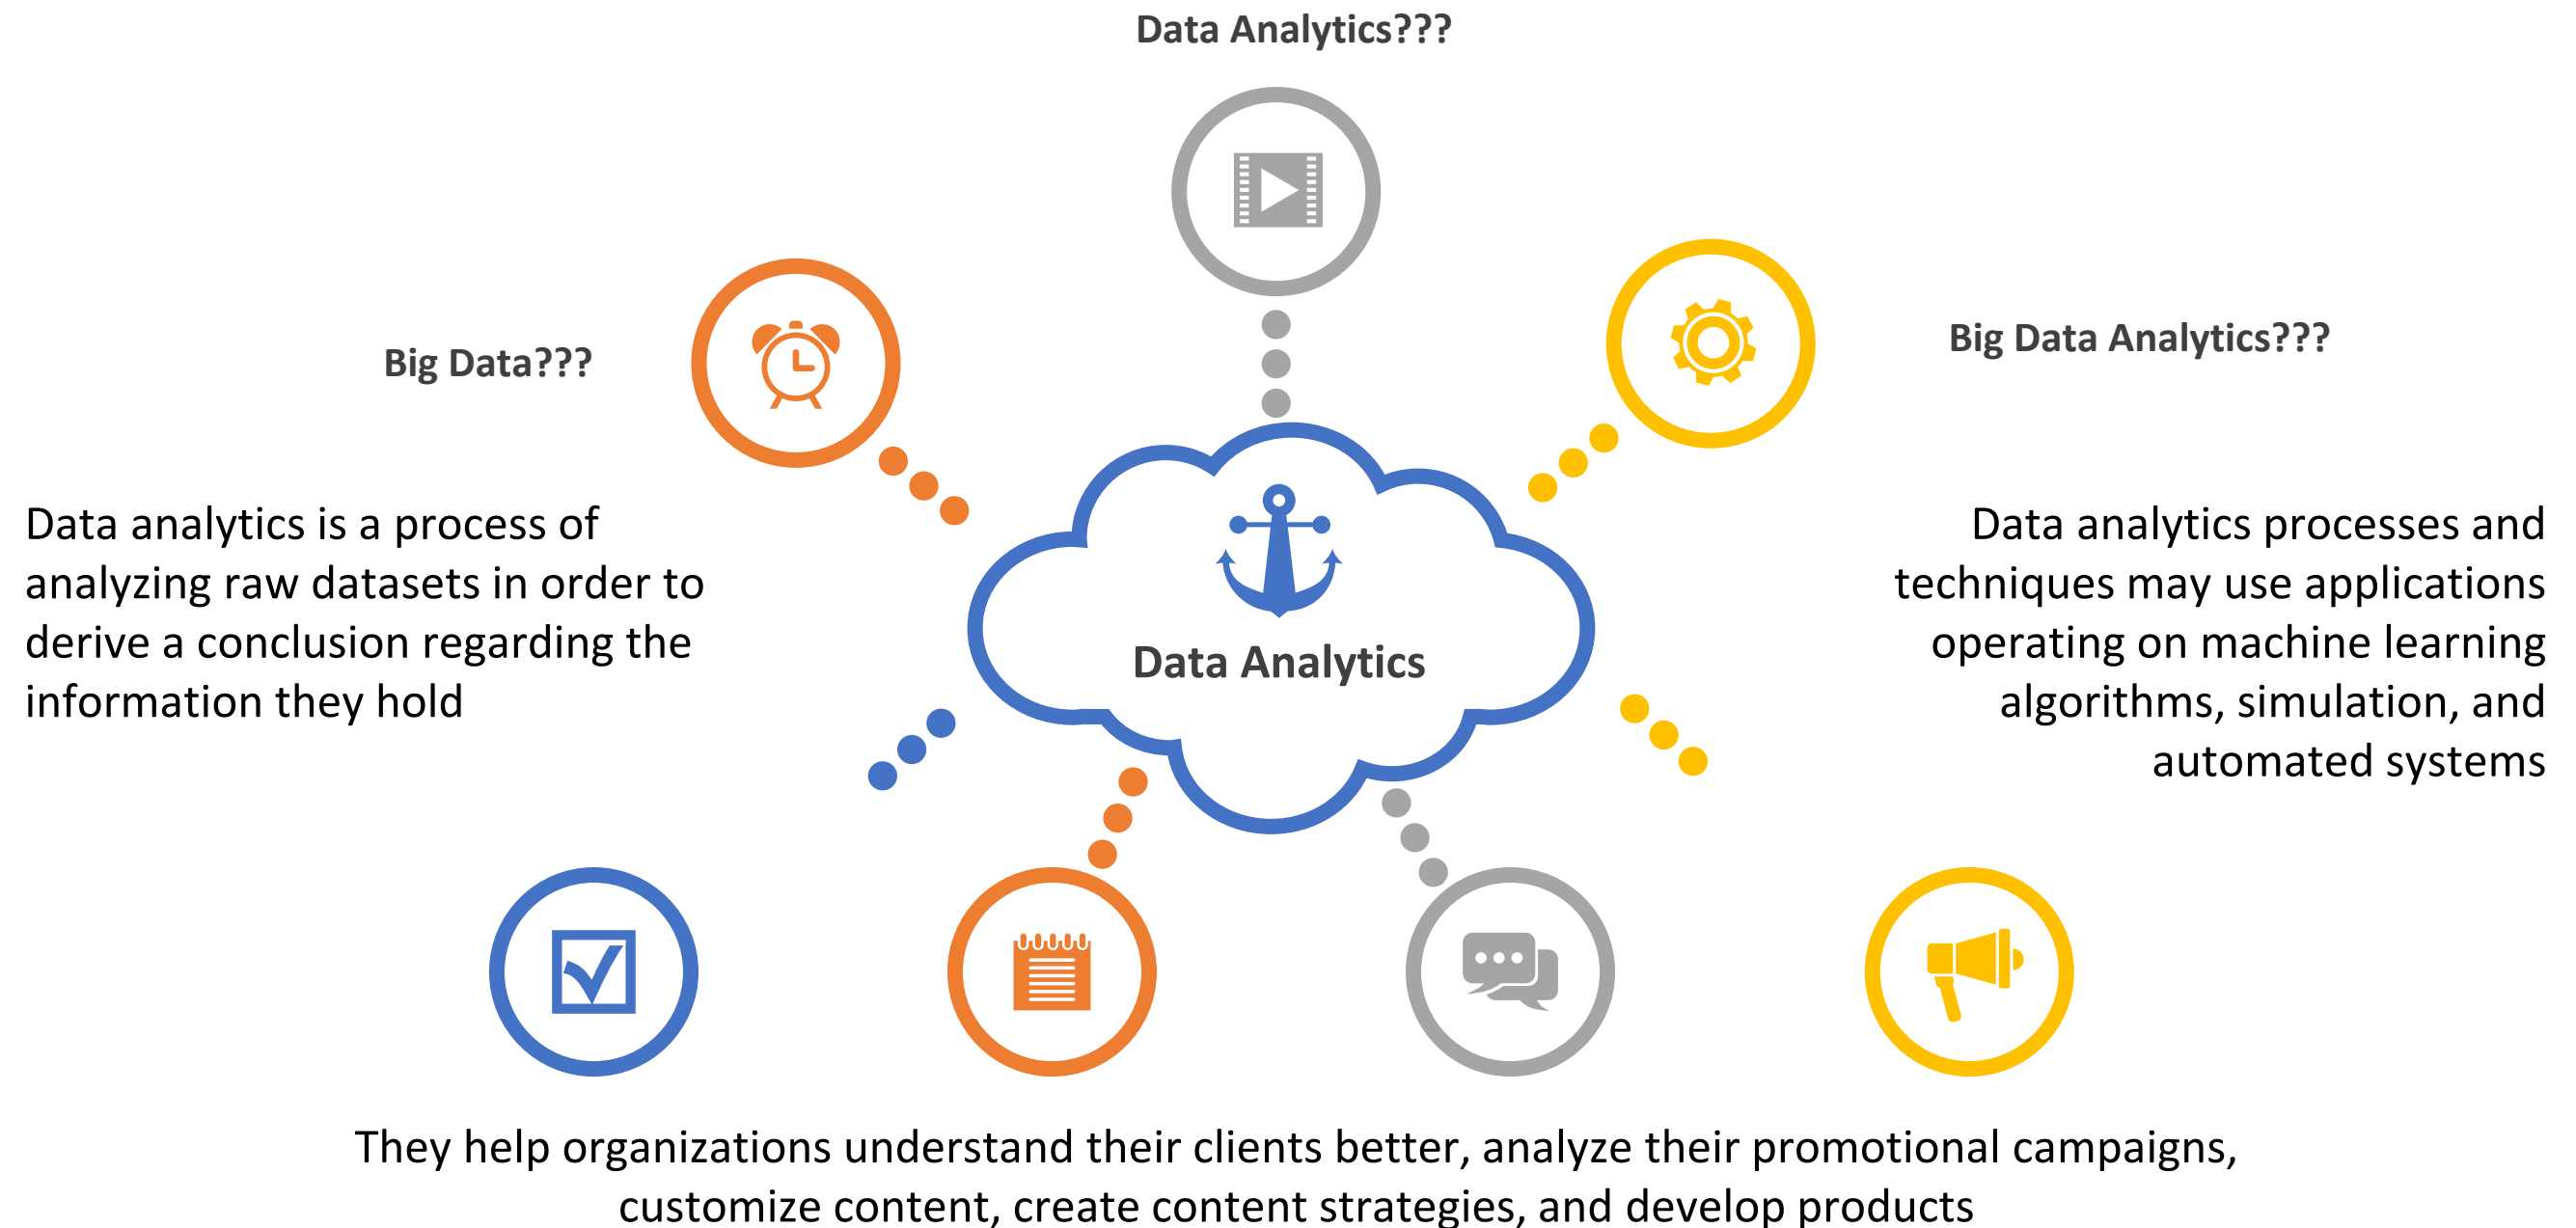 Data Analytics???
Big Data???
Big Data Analytics???
Data analytics is a process of
analyzing raw datasets in order to
derive a conclusion regarding the
information they hold
Data Analytics
Data analytics processes and
techniques may use applications
operating on machine learning
algorithms, simulation, and
automated systems
They help organizations understand their clients better, analyze their promotional campaigns,
customize content, create content strategies, and develop products